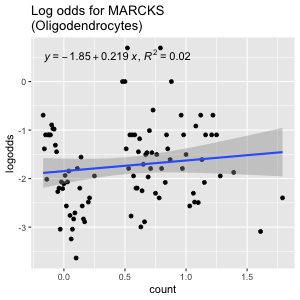 Log odds for MARCKS
(Oligodendrocytes)
y = −1.85 + 0.219 x, R² = 0.02
logodds
0
-1
-2
-3
0.0 0.5 1.0 1.5
count